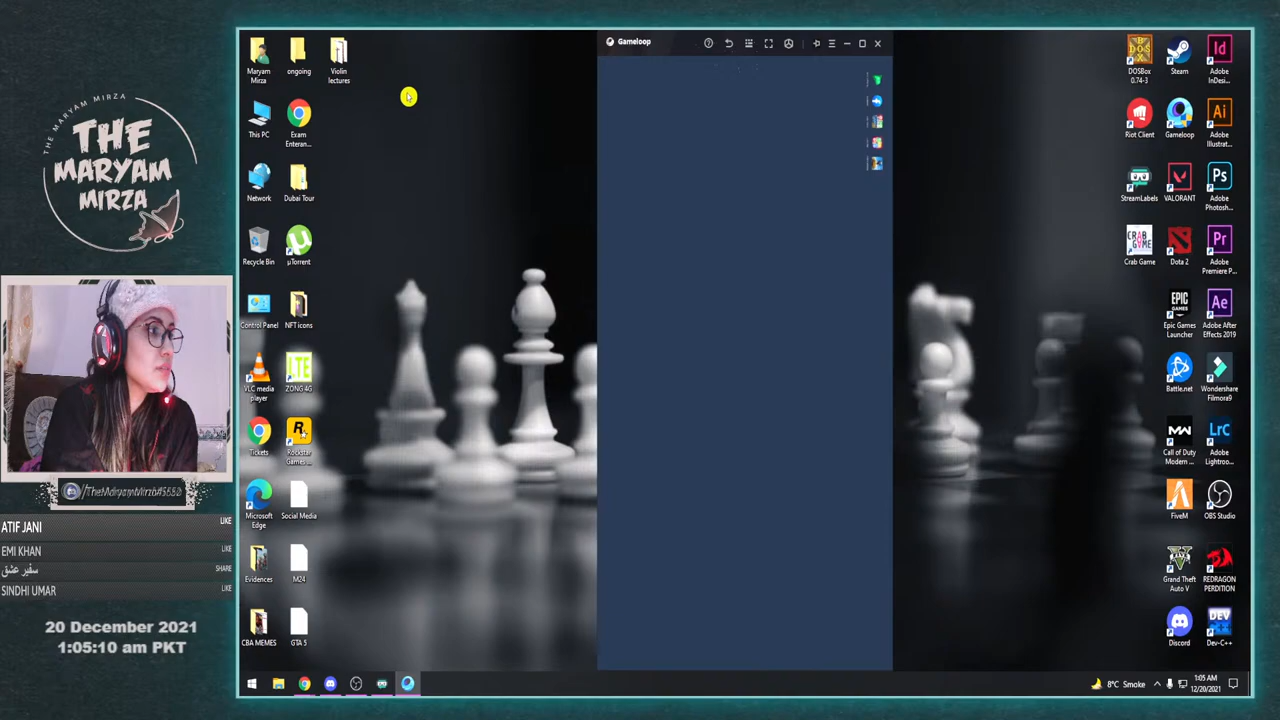 THE MARYAM MIRZA
THE
MARYAM
MIRZA
/TheMaryamMirza#5552
ATIF JANI LIKE
EMI KHAN LIKE
سفیر عشق SHARE
SINDHI UMAR LIKE
20 December 2021
1:05:10 am PKT
Maryam
Mirza
ongoing
Violin
lectures
This PC
Exam
Enteran...
Network
Dubai Tour
Recycle Bin
µTorrent
Control Panel
NFT icons
VLC media
player
LTE
ZONG 4G
Tickets
Rockstar
Games ...
Microsoft
Edge
Social Media
Evidences
M24
CBA MEMES
GTA 5
Gameloop
DOSBox
0.74-3
Steam
Adobe
InDesi...
Riot Client
Gameloop
Adobe
Illustrat...
StreamLabels
VALORANT
Adobe
Photosh...
Crab Game
Dota 2
Adobe
Premiere P...
Epic Games
Launcher
Adobe After
Effects 2019
Battle.net
Wondershare
Filmora9
Call of Duty
Modern ...
Adobe
Lightroo...
FiveM
OBS Studio
Grand Theft
Auto V
REDRAGON
PERDITION
Discord
Dev-C++
8°C Smoke
1:05 AM
12/20/2021